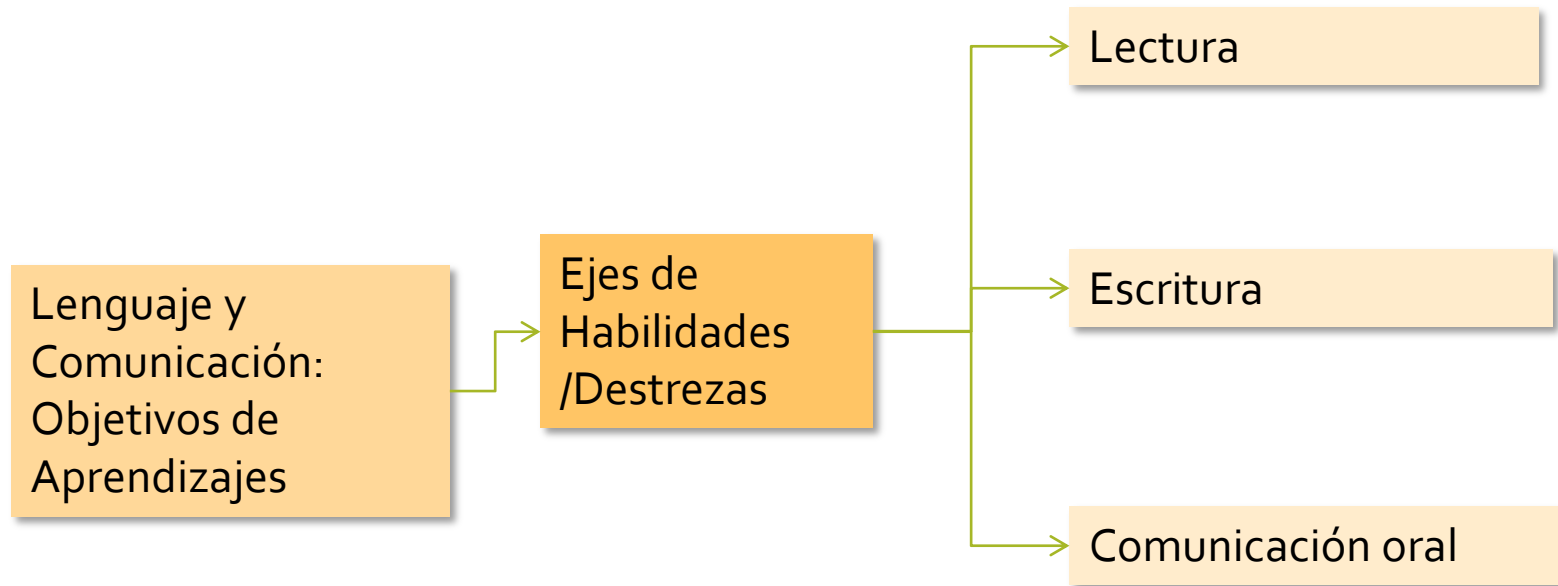 Lenguaje y
Comunicación:
Objetivos de
Aprendizajes
Ejes de
Habilidades
/Destrezas
Lectura
Escritura
Comunicación oral